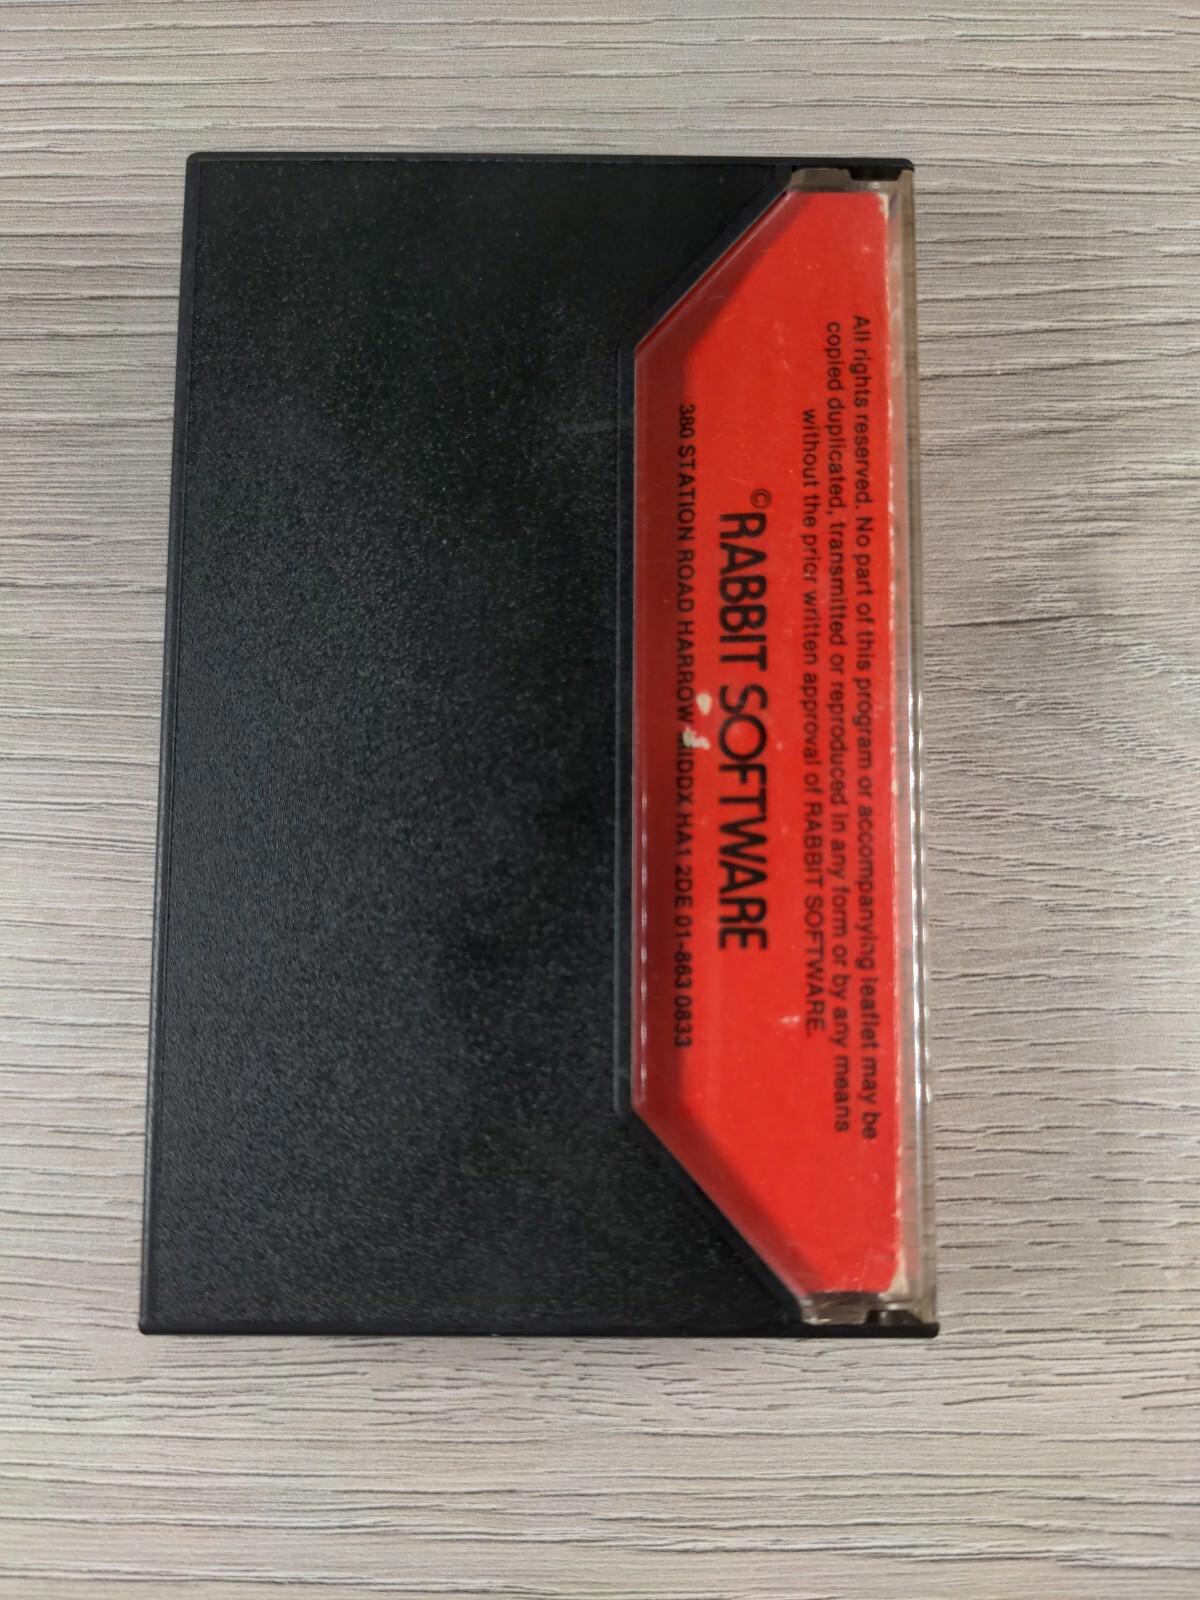 All rights reserved. No part of this program or accompanying leaflet may be
copied duplicated, transmitted or reproduced in any form or by any means
without the prior written approval of RABBIT SOFTWARE.
© RABBIT SOFTWARE
380 STATION ROAD HARROW MIDDX HA1 2DE 01-863 0833